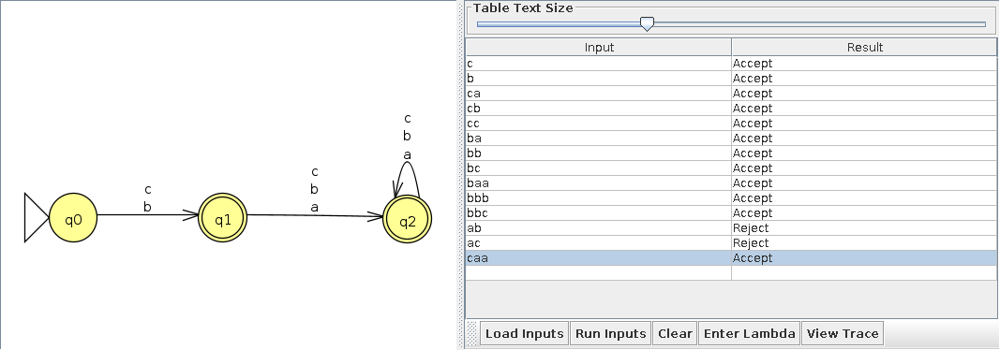 c
b
a
c
b
a
c
b
q0
q1
q2
Table Text Size
Input Result
c Accept
b Accept
ca Accept
cb Accept
cc Accept
ba Accept
bb Accept
bc Accept
baa Accept
bbb Accept
bbc Accept
ab Reject
ac Reject
caa Accept
Load Inputs Run Inputs Clear Enter Lambda View Trace